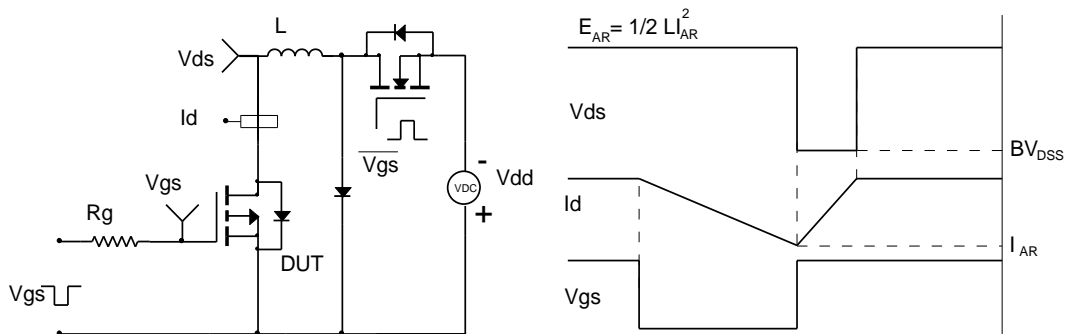 L
Vds
Id
Vgs
Vgs
Rg
DUT
Vgs
VDC
-
+
Vdd
E_AR = 1/2 LI_AR^2
Vds
BV_DSS
Id
I_AR
Vgs